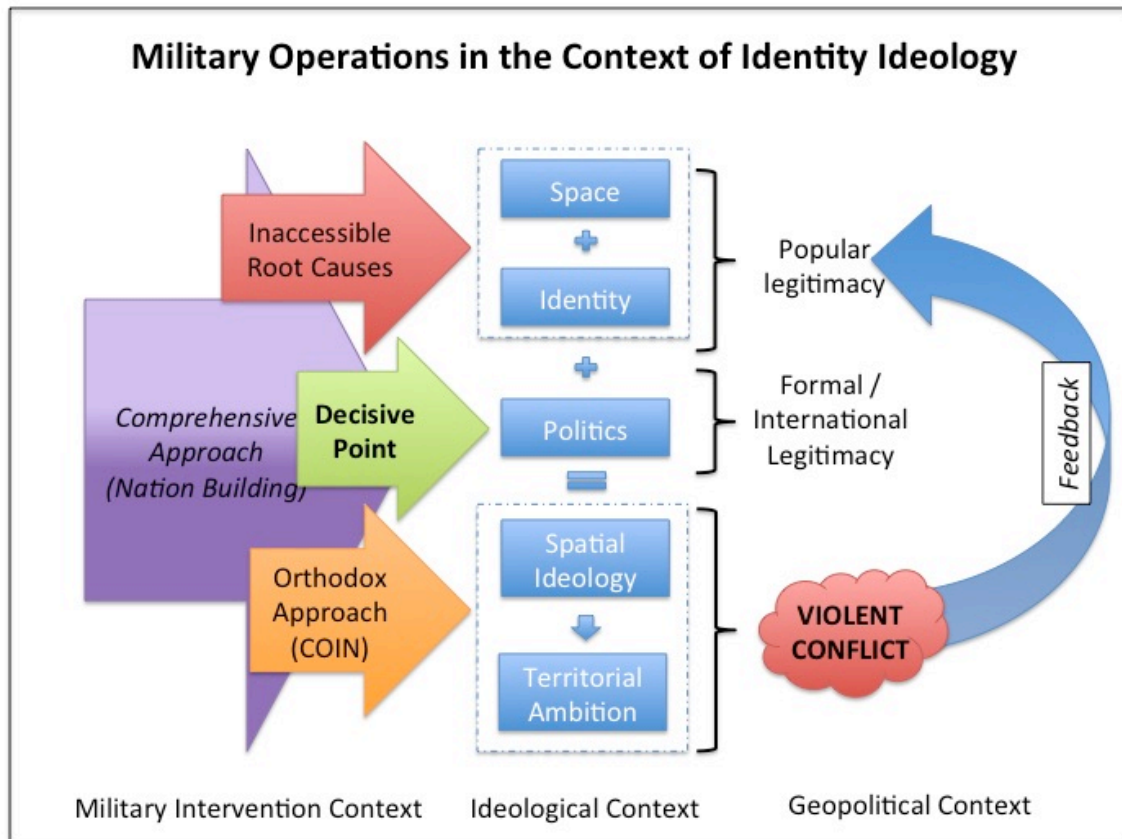 Military Operations in the Context of Identity Ideology
Inaccessible
Root Causes
Comprehensive
Approach
(Nation Building)
Decisive
Point
Orthodox
Approach
(COIN)
Space
+
Identity
+
Politics
=
Spatial
Ideology
Territorial
Ambition
Popular
legitimacy
Formal /
International
Legitimacy
VIOLENT
CONFLICT
Feedback
Military Intervention Context
Ideological Context
Geopolitical Context